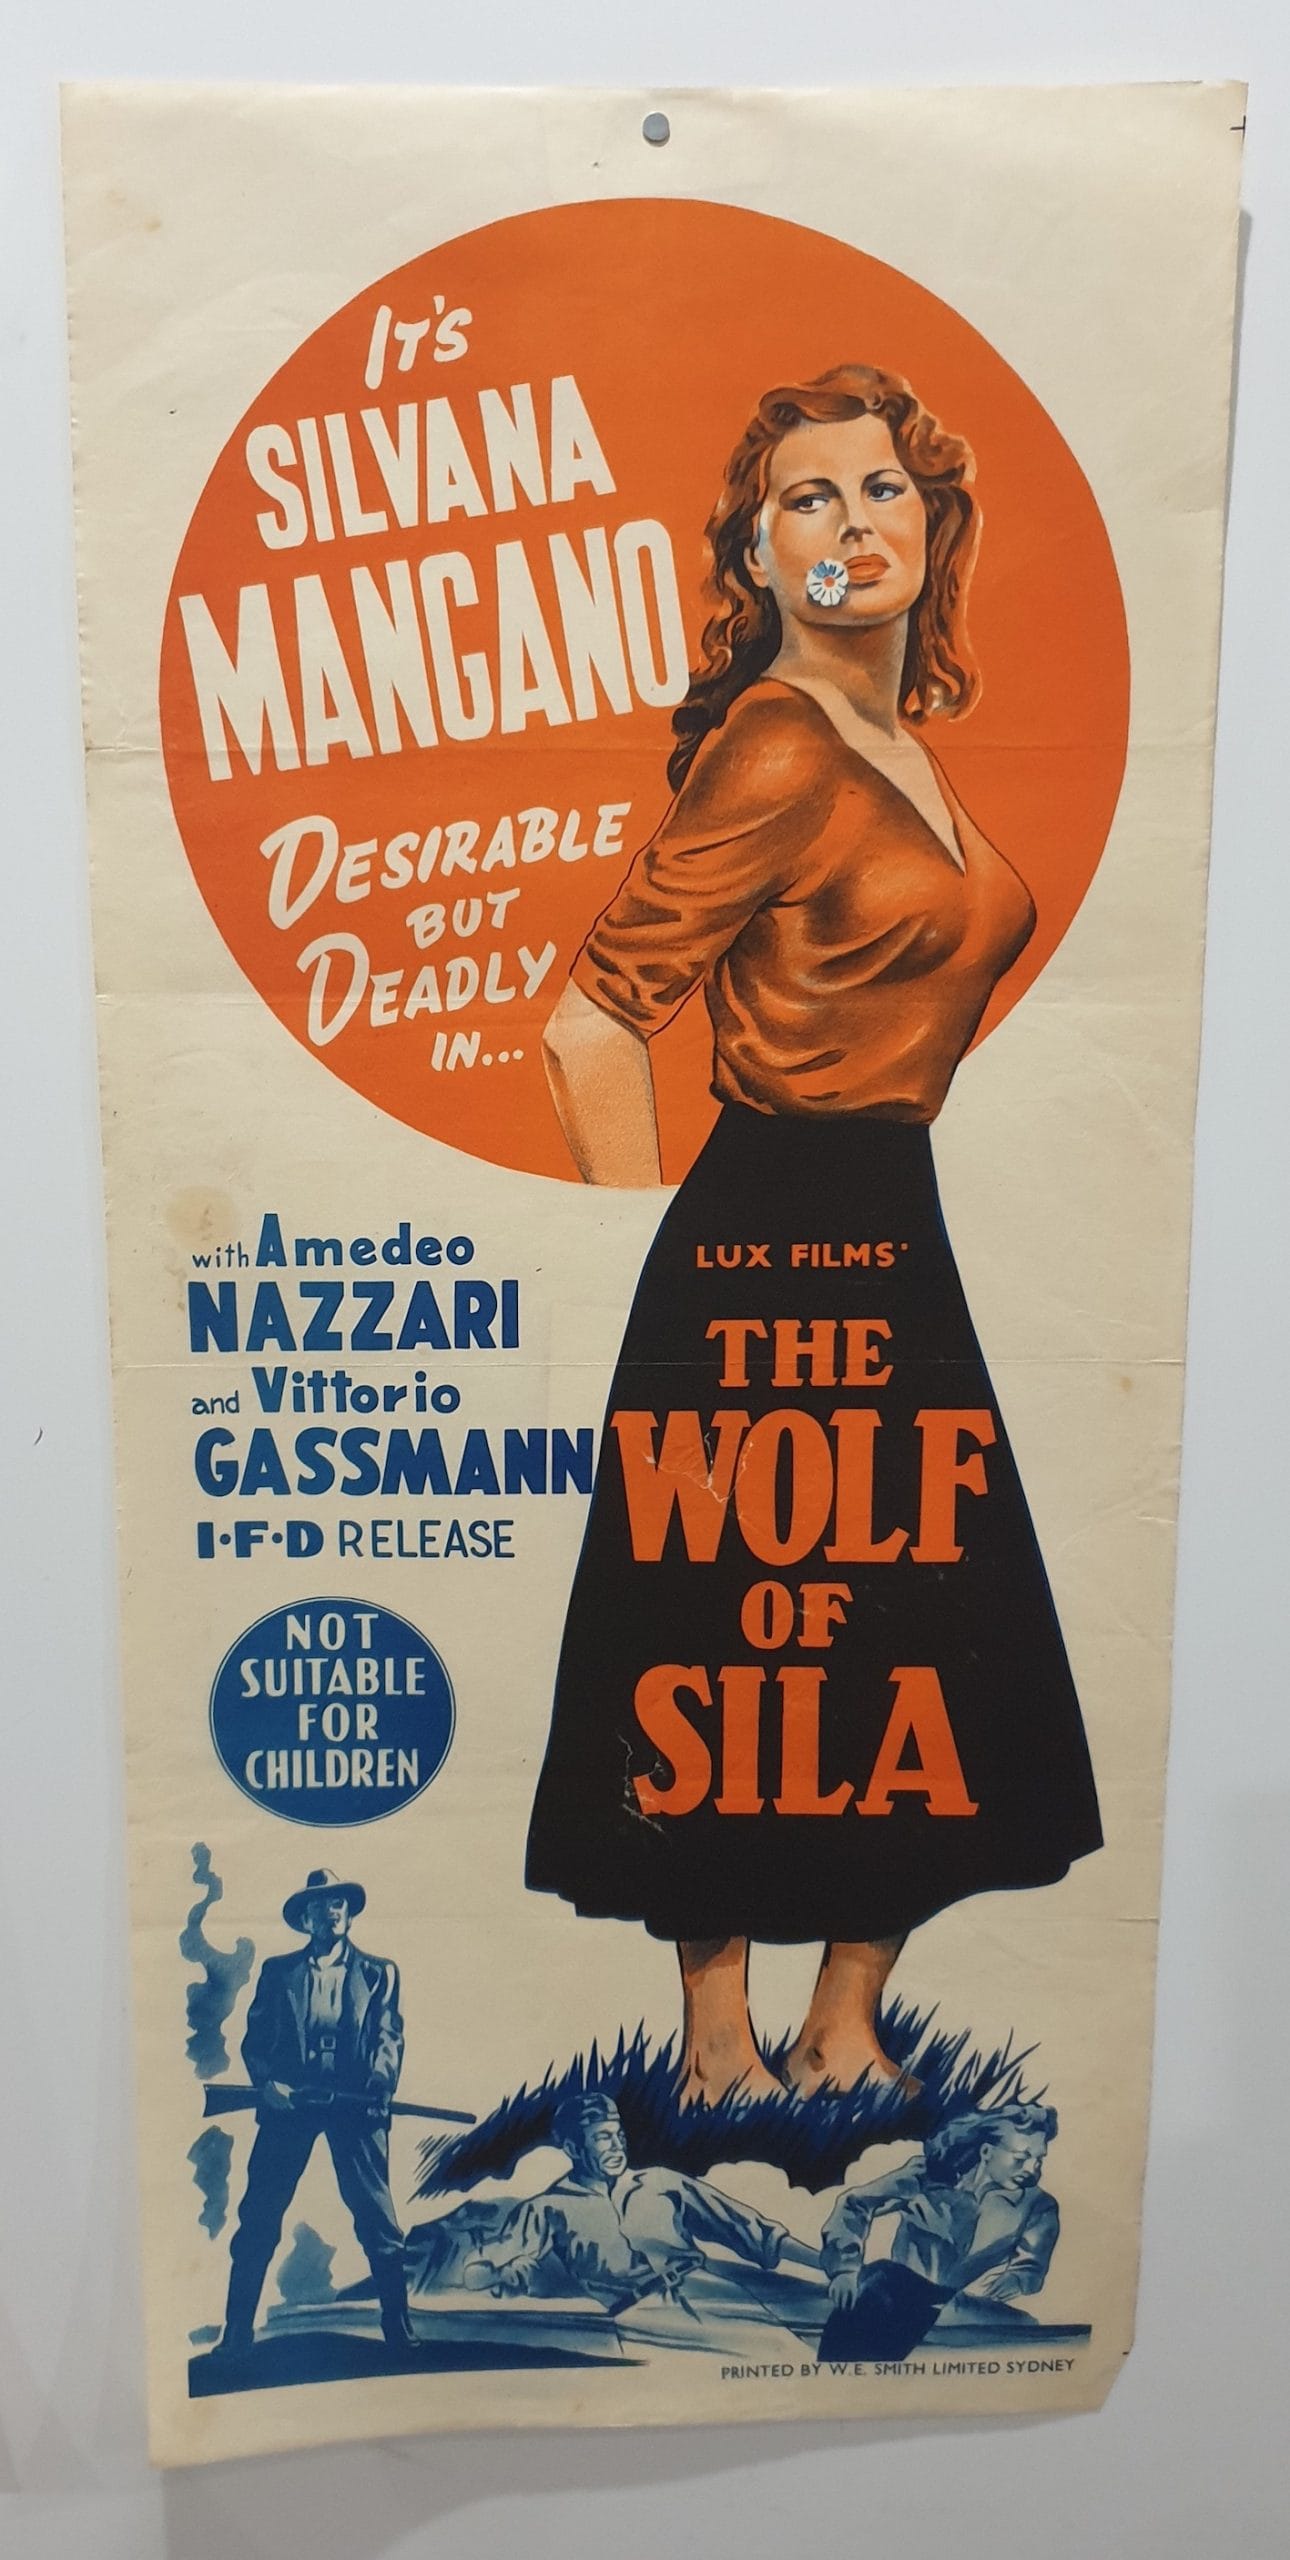 IT'S
SILVANA
MANGANO
DESIRABLE
BUT
DEADLY
IN...
with Amedeo
NAZZARI
and Vittorio
GASSMANN
I·F·D RELEASE
LUX FILMS'
THE
WOLF
OF
SILA
NOT
SUITABLE
FOR
CHILDREN
PRINTED BY W.E. SMITH LIMITED SYDNEY